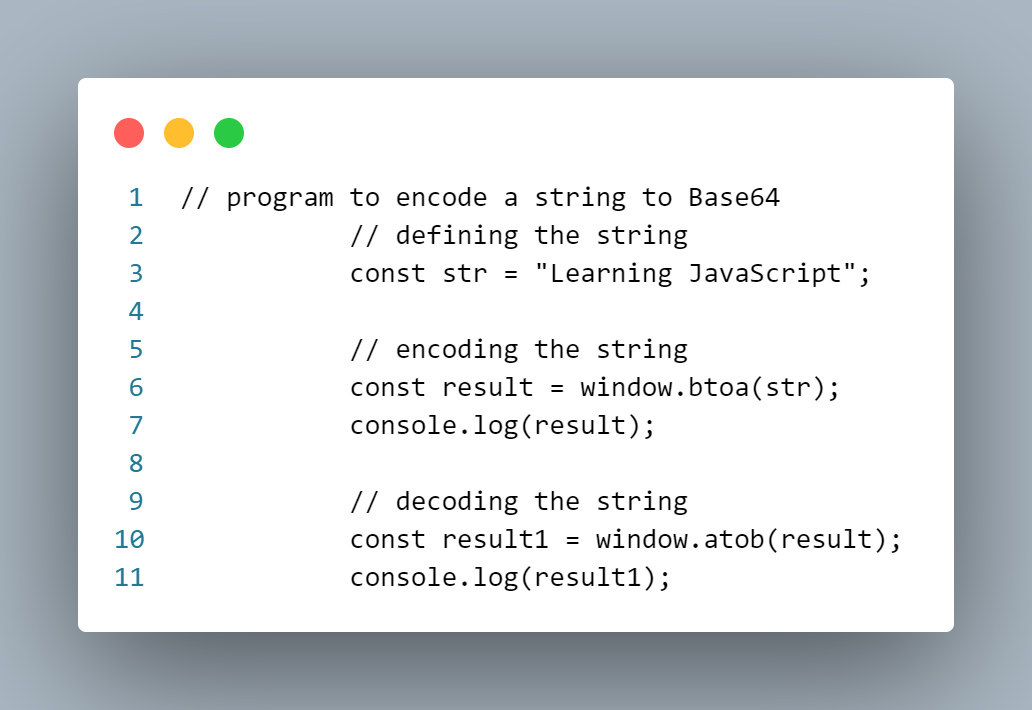 1 // program to encode a string to Base64
2 // defining the string
3 const str = "Learning JavaScript";
4
5 // encoding the string
6 const result = window.btoa(str);
7 console.log(result);
8
9 // decoding the string
10 const result1 = window.atob(result);
11 console.log(result1);